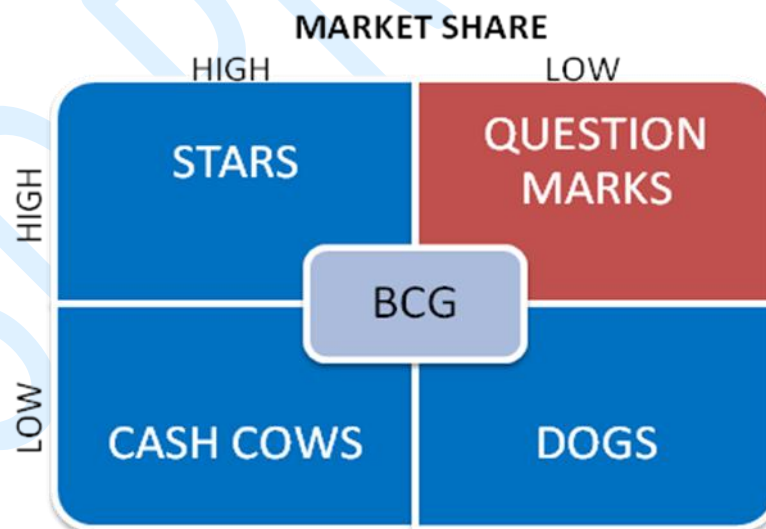 MARKET SHARE
HIGH LOW
STARS
QUESTION
MARKS
HIGH
BCG
LOW
CASH COWS
DOGS